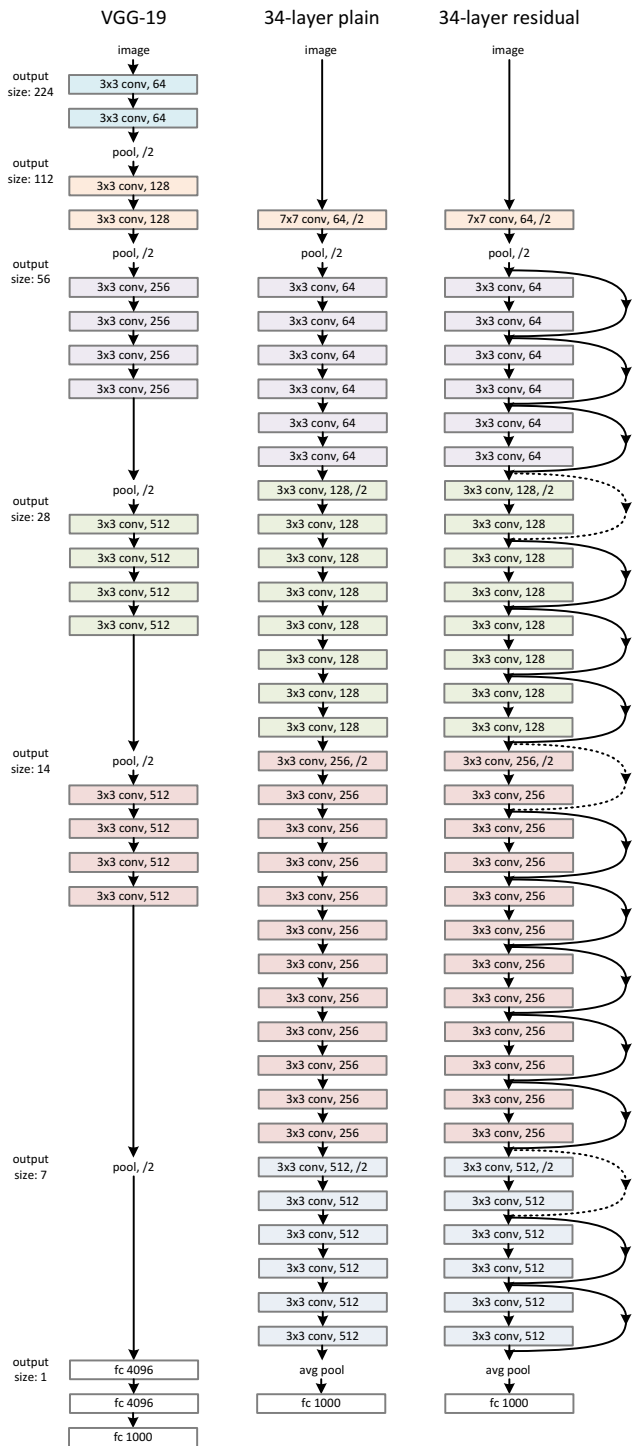 output
size: 224
output
size: 112
output
size: 56
output
size: 28
output
size: 14
output
size: 7
output
size: 1
VGG-19
image
3x3 conv, 64
3x3 conv, 64
pool, /2
3x3 conv, 128
3x3 conv, 128
pool, /2
3x3 conv, 256
3x3 conv, 256
3x3 conv, 256
3x3 conv, 256
pool, /2
3x3 conv, 512
3x3 conv, 512
3x3 conv, 512
3x3 conv, 512
pool, /2
3x3 conv, 512
3x3 conv, 512
3x3 conv, 512
3x3 conv, 512
pool, /2
fc 4096
fc 4096
fc 1000
34-layer plain
image
7x7 conv, 64, /2
pool, /2
3x3 conv, 64
3x3 conv, 64
3x3 conv, 64
3x3 conv, 64
3x3 conv, 64
3x3 conv, 64
3x3 conv, 128, /2
3x3 conv, 128
3x3 conv, 128
3x3 conv, 128
3x3 conv, 128
3x3 conv, 128
3x3 conv, 128
3x3 conv, 128
3x3 conv, 256, /2
3x3 conv, 256
3x3 conv, 256
3x3 conv, 256
3x3 conv, 256
3x3 conv, 256
3x3 conv, 256
3x3 conv, 256
3x3 conv, 256
3x3 conv, 256
3x3 conv, 256
3x3 conv, 256
3x3 conv, 512, /2
3x3 conv, 512
3x3 conv, 512
3x3 conv, 512
3x3 conv, 512
3x3 conv, 512
avg pool
fc 1000
34-layer residual
image
7x7 conv, 64, /2
pool, /2
3x3 conv, 64
3x3 conv, 64
3x3 conv, 64
3x3 conv, 64
3x3 conv, 64
3x3 conv, 64
3x3 conv, 128, /2
3x3 conv, 128
3x3 conv, 128
3x3 conv, 128
3x3 conv, 128
3x3 conv, 128
3x3 conv, 128
3x3 conv, 128
3x3 conv, 256, /2
3x3 conv, 256
3x3 conv, 256
3x3 conv, 256
3x3 conv, 256
3x3 conv, 256
3x3 conv, 256
3x3 conv, 256
3x3 conv, 256
3x3 conv, 256
3x3 conv, 256
3x3 conv, 256
3x3 conv, 512, /2
3x3 conv, 512
3x3 conv, 512
3x3 conv, 512
3x3 conv, 512
3x3 conv, 512
avg pool
fc 1000